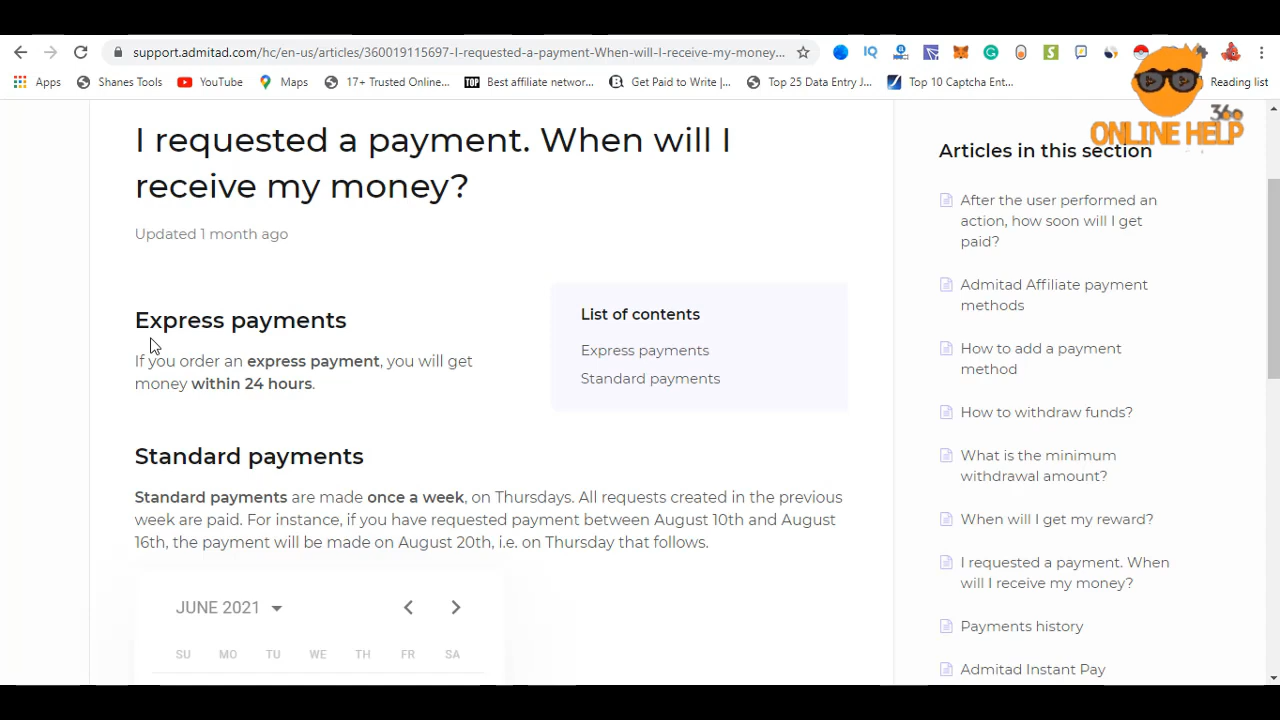 support.admitad.com/hc/en-us/articles/360019115697-I-requested-a-payment-When-will-I-receive-my-money...
Apps
Shanes Tools
YouTube
Maps
17+ Trusted Onlin...
Best affiliate networ...
Get Paid to Write |...
Top 25 Data Entry J...
Top 10 Captcha Ent...
Reading list
360
ONLINE HELP
I requested a payment. When will I
receive my money?
Updated 1 month ago
Express payments
If you order an express payment, you will get
money within 24 hours.
List of contents
Express payments
Standard payments
Standard payments
Standard payments are made once a week, on Thursdays. All requests created in the previous
week are paid. For instance, if you have requested payment between August 10th and August
16th, the payment will be made on August 20th, i.e. on Thursday that follows.
JUNE 2021
SU MO TU WE TH FR SA
Articles in this section
After the user performed an
action, how soon will I get
paid?
Admitad Affiliate payment
methods
How to add a payment
method
How to withdraw funds?
What is the minimum
withdrawal amount?
When will I get my reward?
I requested a payment. When
will I receive my money?
Payments history
Admitad Instant Pay